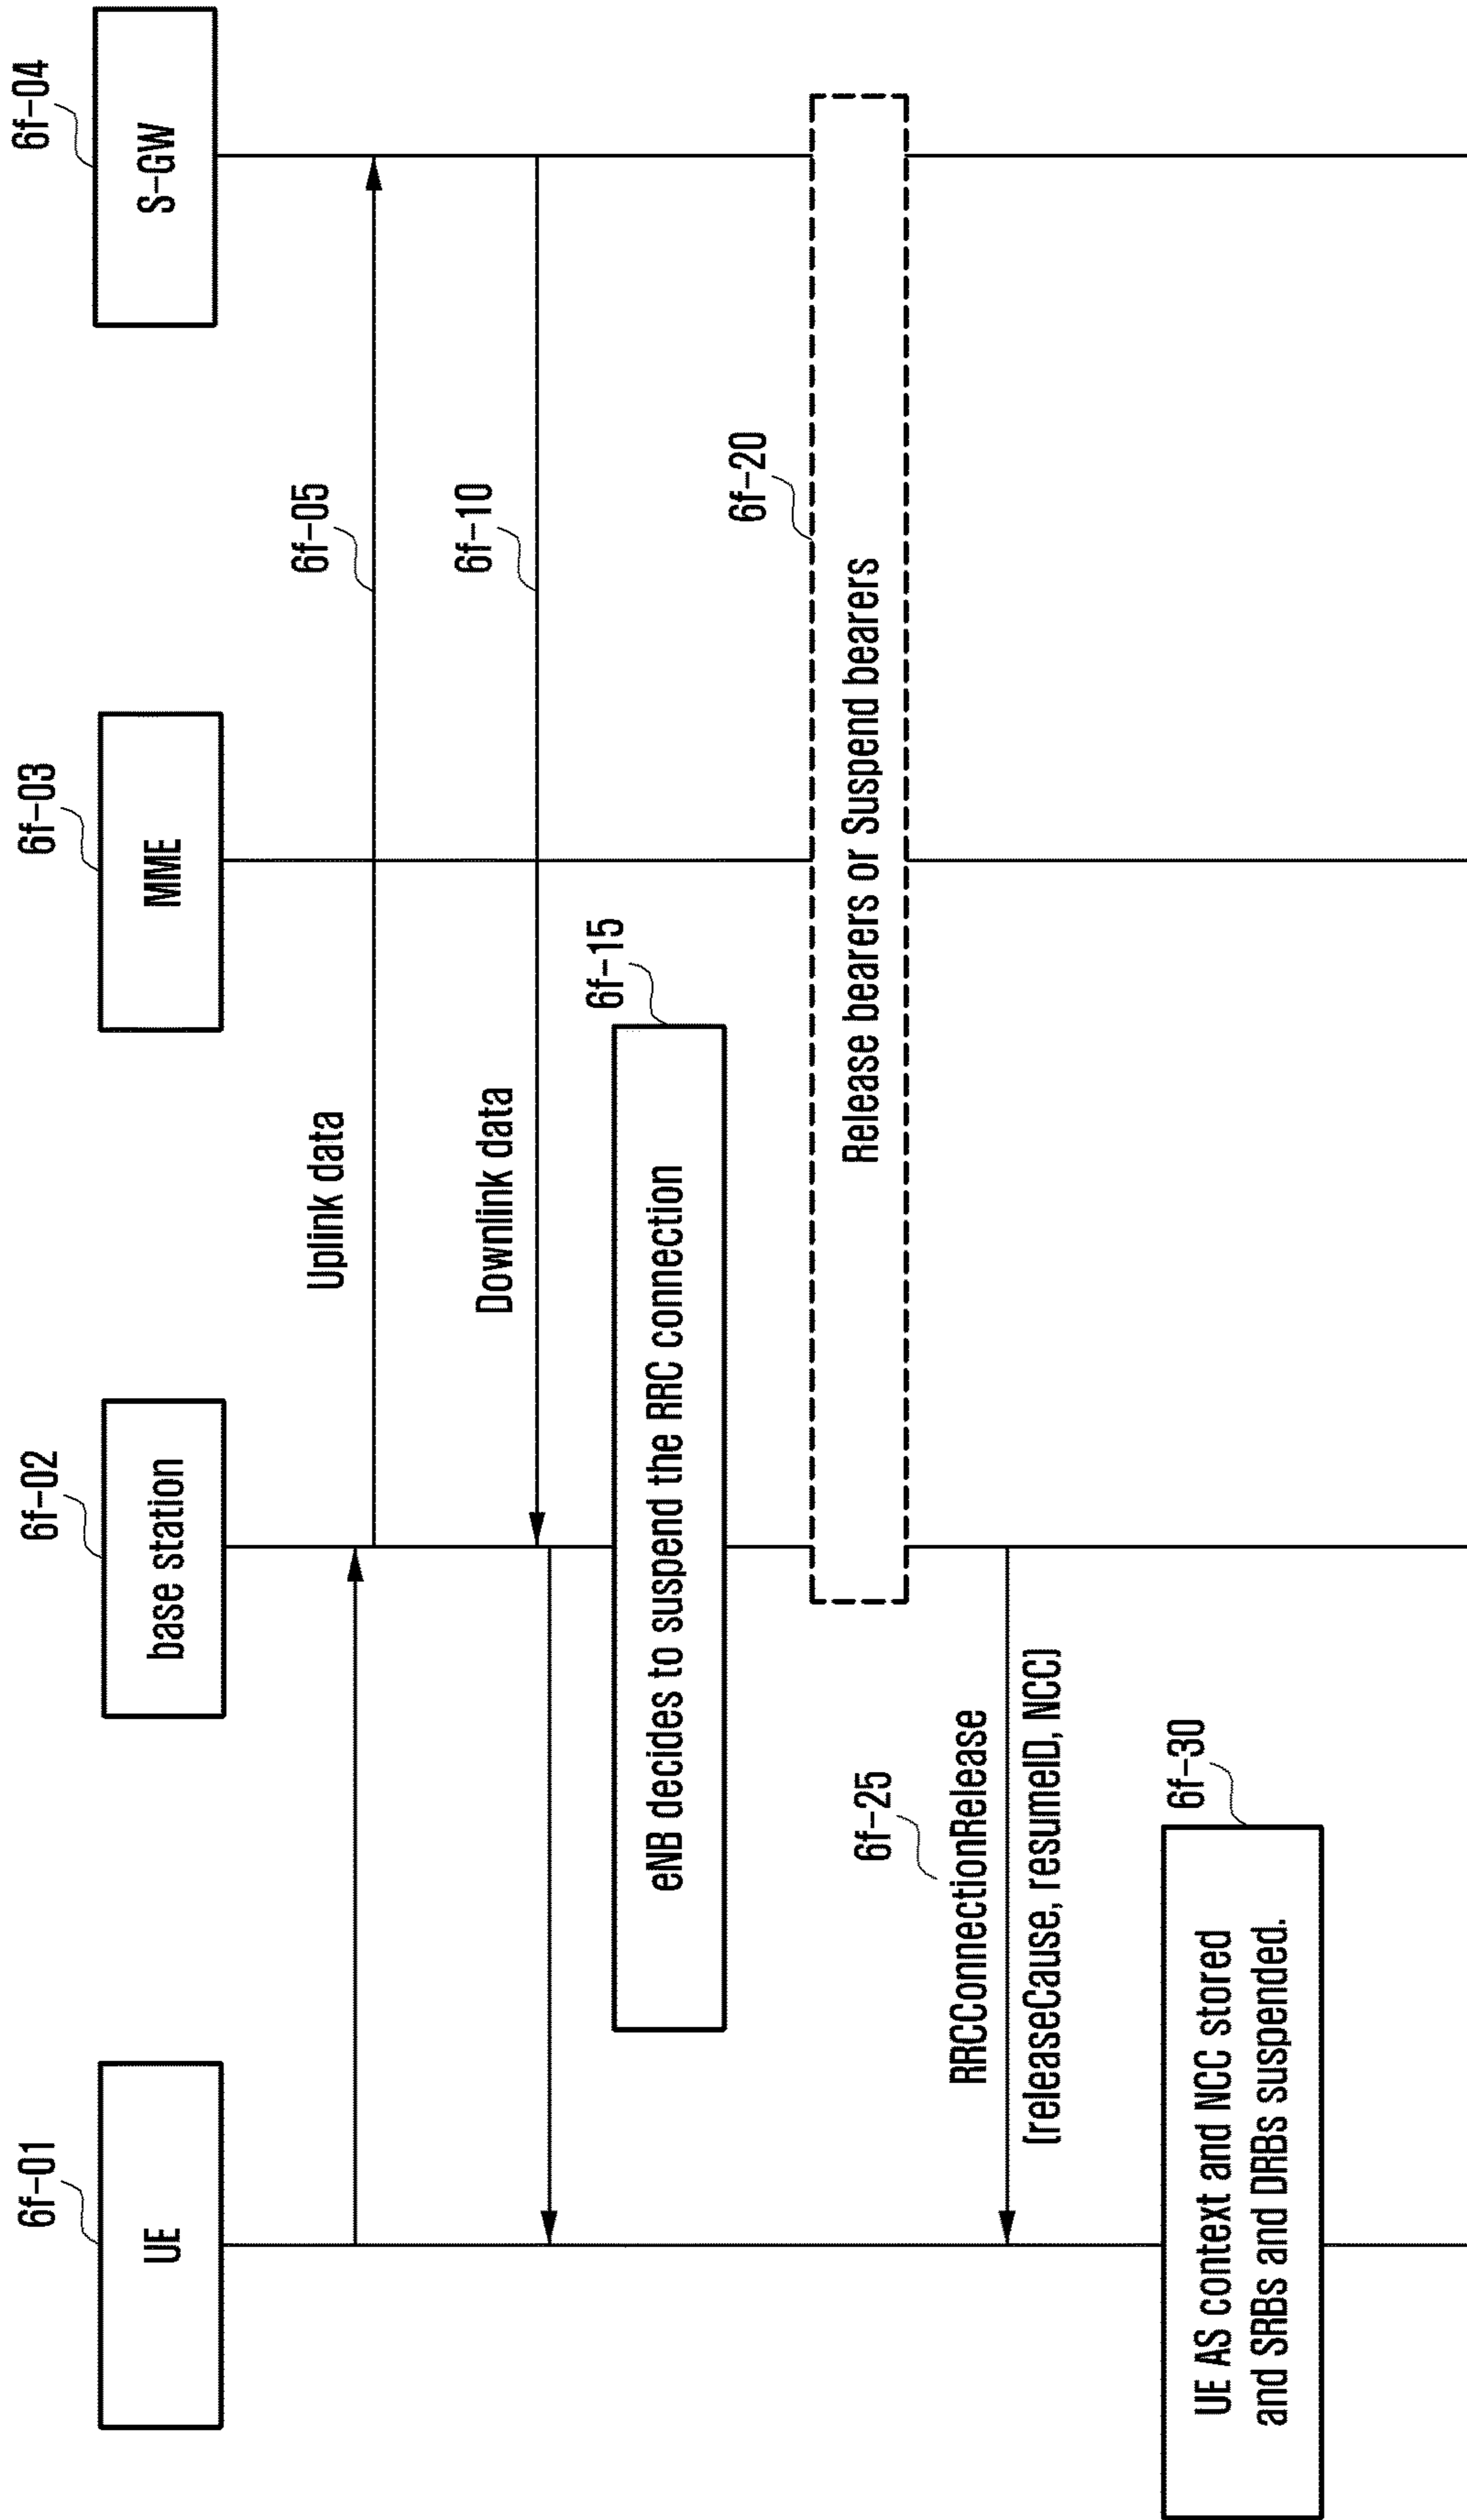 6f-01
6f-02
6f-03
6f-04
UE
base station
MME
S-GW
Uplink data
6f-05
Downlink data
6f-10
6f-15
eNB decides to suspend the RRC connection
6f-20
Release bearers or Suspend bearers
6f-25
RRCConnectionRelease
(releaseCause, resumeID, NCC)
6f-30
UE AS context and NCC stored
and SRBs and DRBs suspended.